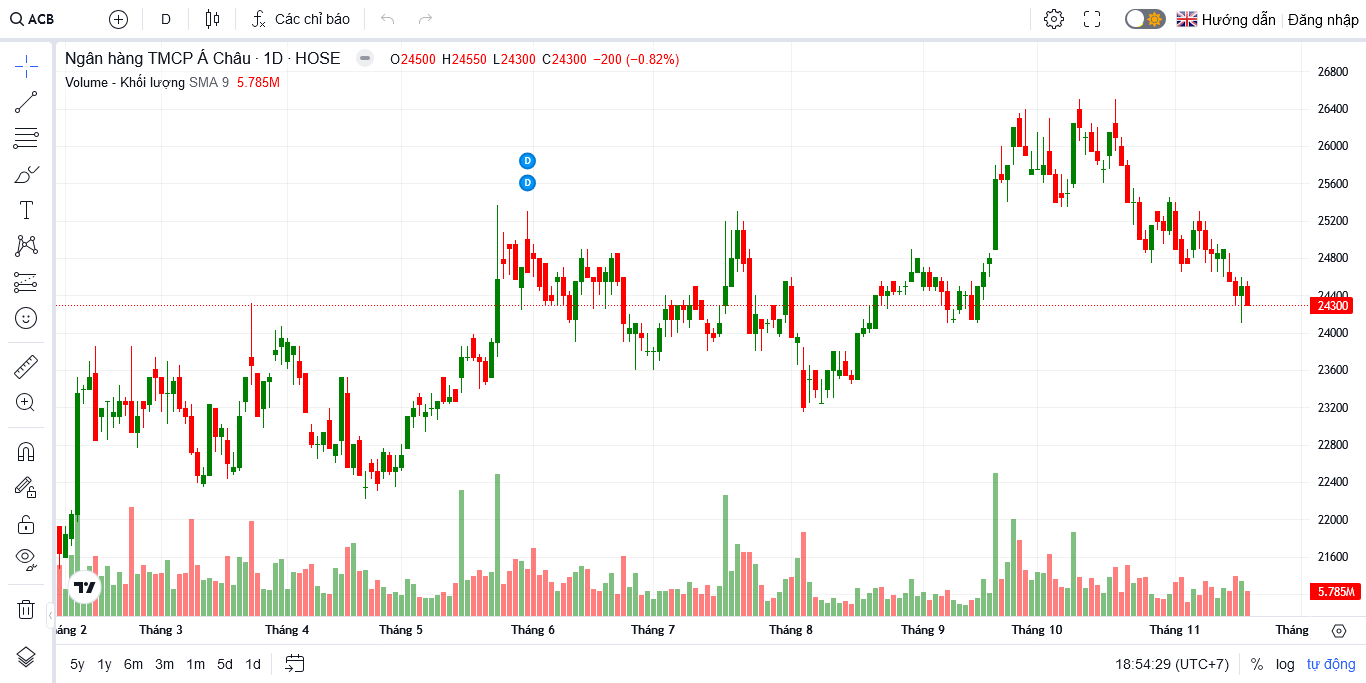 ACB D Các chỉ báo Hướng dẫn Đăng nhập
Ngân hàng TMCP Á Châu · 1D · HOSE O24500 H24550 L24300 C24300 −200 (−0.82%)
Volume - Khối lượng SMA 9 5.785M
D
D
26800
26400
26000
25600
25200
24800
24400
24300
24000
23600
23200
22800
22400
22000
21600
5.785M
áng 2 Tháng 3 Tháng 4 Tháng 5 Tháng 6 Tháng 7 Tháng 8 Tháng 9 Tháng 10 Tháng 11 Tháng
5y 1y 6m 3m 1m 5d 1d 18:54:29 (UTC+7) % log tự động